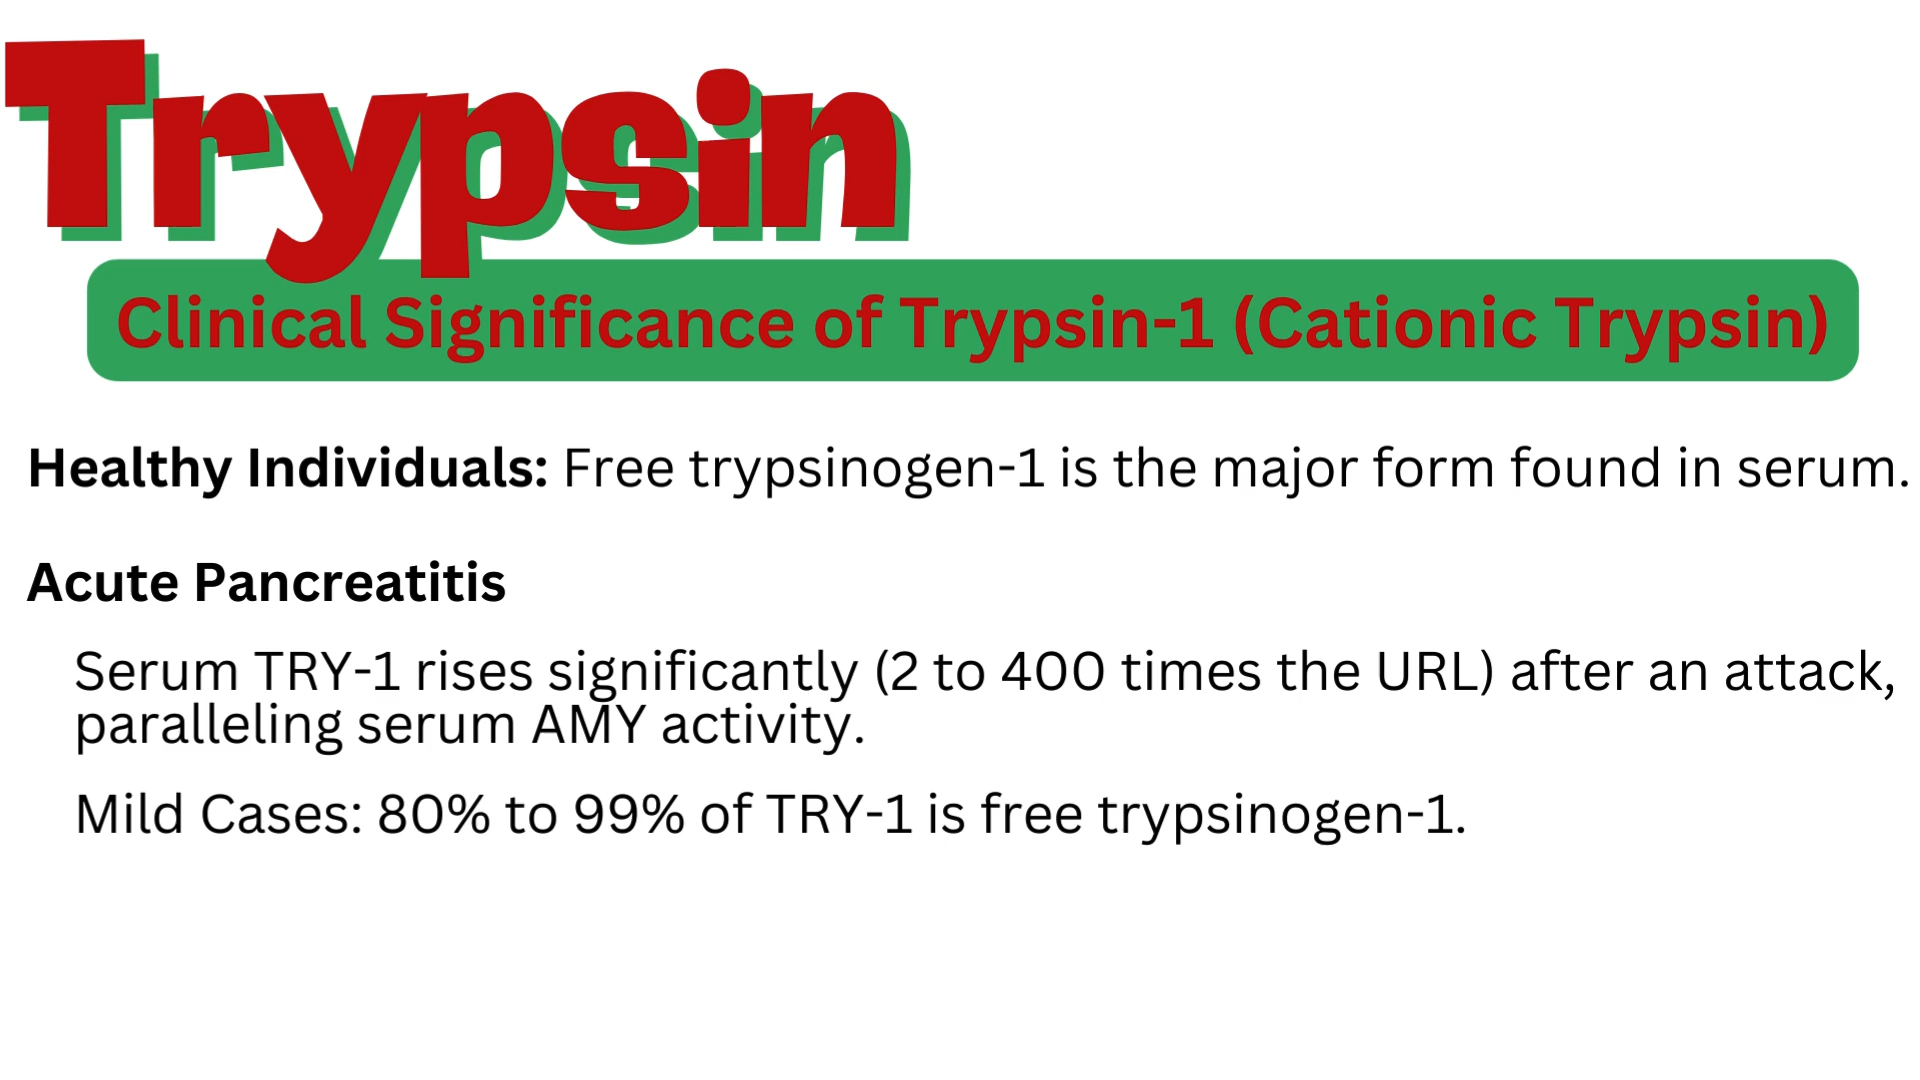 Trypsin
Clinical Significance of Trypsin-1 (Cationic Trypsin)
Healthy Individuals: Free trypsinogen-1 is the major form found in serum.
Acute Pancreatitis
Serum TRY-1 rises significantly (2 to 400 times the URL) after an attack,
paralleling serum AMY activity.
Mild Cases: 80% to 99% of TRY-1 is free trypsinogen-1.